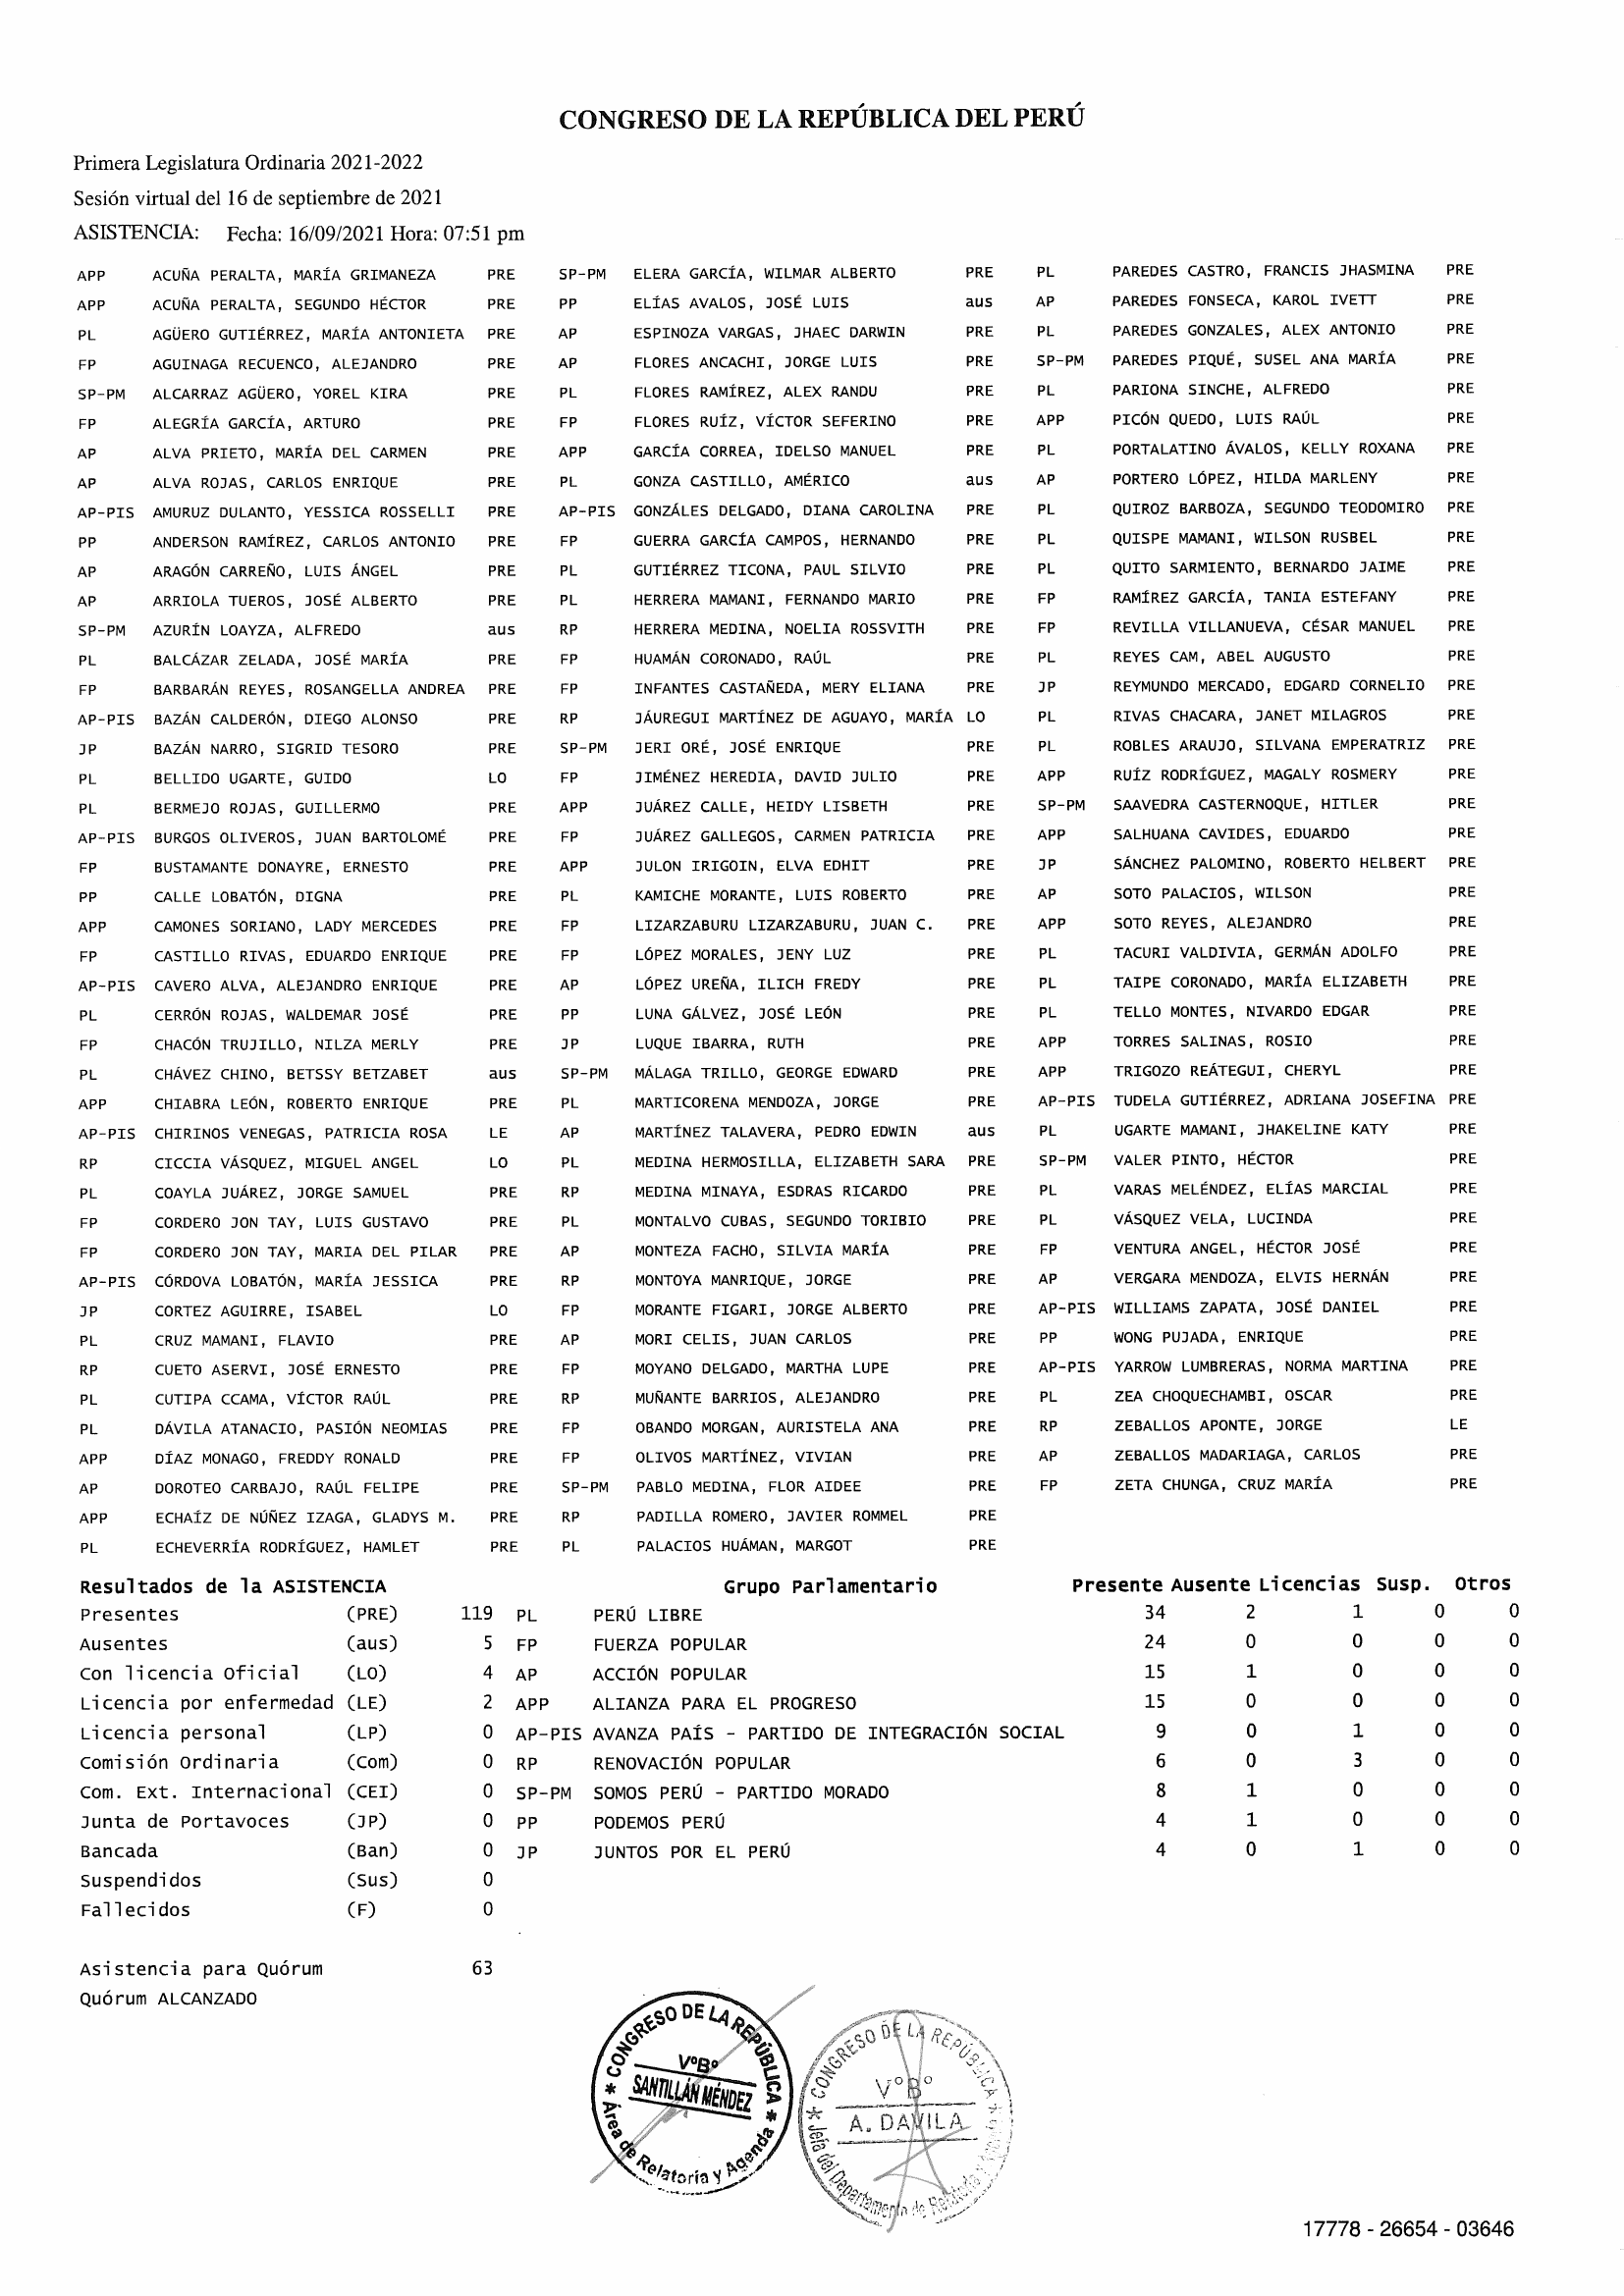 CONGRESO DE LA REPÚBLICA DEL PERÚ
Primera Legislatura Ordinaria 2021-2022
Sesión virtual del 16 de septiembre de 2021
ASISTENCIA: Fecha: 16/09/2021 Hora: 07:51 pm
APP ACUÑA PERALTA, MARÍA GRIMANEZA PRE SP-PM ELERA GARCÍA, WILMAR ALBERTO PRE PL PAREDES CASTRO, FRANCIS JHASMINA PRE
APP ACUÑA PERALTA, SEGUNDO HÉCTOR PRE PP ELÍAS AVALOS, JOSÉ LUIS aus AP PAREDES FONSECA, KAROL IVETT PRE
PL AGÜERO GUTIÉRREZ, MARÍA ANTONIETA PRE AP ESPINOZA VARGAS, JHAEC DARWIN PRE PL PAREDES GONZALES, ALEX ANTONIO PRE
FP AGUINAGA RECUENCO, ALEJANDRO PRE AP FLORES ANCACHI, JORGE LUIS PRE SP-PM PAREDES PIQUÉ, SUSEL ANA MARÍA PRE
SP-PM ALCARRAZ AGÜERO, YOREL KIRA PRE PL FLORES RAMÍREZ, ALEX RANDU PRE PL PARIONA SINCHE, ALFREDO PRE
FP ALEGRÍA GARCÍA, ARTURO PRE FP FLORES RUÍZ, VÍCTOR SEFERINO PRE APP PICÓN QUEDO, LUIS RAÚL PRE
AP ALVA PRIETO, MARÍA DEL CARMEN PRE APP GARCÍA CORREA, IDELSO MANUEL PRE PL PORTALATINO ÁVALOS, KELLY ROXANA PRE
AP ALVA ROJAS, CARLOS ENRIQUE PRE PL GONZA CASTILLO, AMÉRICO aus AP PORTERO LÓPEZ, HILDA MARLENY PRE
AP-PIS AMURUZ DULANTO, YESSICA ROSSELLI PRE AP-PIS GONZÁLES DELGADO, DIANA CAROLINA PRE PL QUIROZ BARBOZA, SEGUNDO TEODOMIRO PRE
PP ANDERSON RAMÍREZ, CARLOS ANTONIO PRE FP GUERRA GARCÍA CAMPOS, HERNANDO PRE PL QUISPE MAMANI, WILSON RUSBEL PRE
AP ARAGÓN CARREÑO, LUIS ÁNGEL PRE PL GUTIÉRREZ TICONA, PAUL SILVIO PRE PL QUITO SARMIENTO, BERNARDO JAIME PRE
AP ARRIOLA TUEROS, JOSÉ ALBERTO PRE PL HERRERA MAMANI, FERNANDO MARIO PRE FP RAMÍREZ GARCÍA, TANIA ESTEFANY PRE
SP-PM AZURÍN LOAYZA, ALFREDO aus RP HERRERA MEDINA, NOELIA ROSSVITH PRE FP REVILLA VILLANUEVA, CÉSAR MANUEL PRE
PL BALCÁZAR ZELADA, JOSÉ MARÍA PRE FP HUAMÁN CORONADO, RAÚL PRE PL REYES CAM, ABEL AUGUSTO PRE
FP BARBARÁN REYES, ROSANGELLA ANDREA PRE FP INFANTES CASTAÑEDA, MERY ELIANA PRE JP REYMUNDO MERCADO, EDGARD CORNELIO PRE
AP-PIS BAZÁN CALDERÓN, DIEGO ALONSO PRE RP JÁUREGUI MARTÍNEZ DE AGUAYO, MARÍA LO PL RIVAS CHACARA, JANET MILAGROS PRE
JP BAZÁN NARRO, SIGRID TESORO PRE SP-PM JERI ORÉ, JOSÉ ENRIQUE PRE PL ROBLES ARAUJO, SILVANA EMPERATRIZ PRE
PL BELLIDO UGARTE, GUIDO LO FP JIMÉNEZ HEREDIA, DAVID JULIO PRE APP RUÍZ RODRÍGUEZ, MAGALY ROSMERY PRE
PL BERMEJO ROJAS, GUILLERMO PRE APP JUÁREZ CALLE, HEIDY LISBETH PRE SP-PM SAAVEDRA CASTERNOQUE, HITLER PRE
AP-PIS BURGOS OLIVEROS, JUAN BARTOLOMÉ PRE FP JUÁREZ GALLEGOS, CARMEN PATRICIA PRE APP SALHUANA CAVIDES, EDUARDO PRE
FP BUSTAMANTE DONAYRE, ERNESTO PRE APP JULON IRIGOIN, ELVA EDHIT PRE JP SÁNCHEZ PALOMINO, ROBERTO HELBERT PRE
PP CALLE LOBATÓN, DIGNA PRE PL KAMICHE MORANTE, LUIS ROBERTO PRE AP SOTO PALACIOS, WILSON PRE
APP CAMONES SORIANO, LADY MERCEDES PRE FP LIZARZABURU LIZARZABURU, JUAN C. PRE APP SOTO REYES, ALEJANDRO PRE
FP CASTILLO RIVAS, EDUARDO ENRIQUE PRE FP LÓPEZ MORALES, JENY LUZ PRE PL TACURI VALDIVIA, GERMÁN ADOLFO PRE
AP-PIS CAVERO ALVA, ALEJANDRO ENRIQUE PRE AP LÓPEZ UREÑA, ILICH FREDY PRE PL TAIPE CORONADO, MARÍA ELIZABETH PRE
PL CERRÓN ROJAS, WALDEMAR JOSÉ PRE PP LUNA GÁLVEZ, JOSÉ LEÓN PRE PL TELLO MONTES, NIVARDO EDGAR PRE
FP CHACÓN TRUJILLO, NILZA MERLY PRE JP LUQUE IBARRA, RUTH PRE APP TORRES SALINAS, ROSIO PRE
PL CHÁVEZ CHINO, BETSSY BETZABET aus SP-PM MÁLAGA TRILLO, GEORGE EDWARD PRE APP TRIGOZO REÁTEGUI, CHERYL PRE
APP CHIABRA LEÓN, ROBERTO ENRIQUE PRE PL MARTICORENA MENDOZA, JORGE PRE AP-PIS TUDELA GUTIÉRREZ, ADRIANA JOSEFINA PRE
AP-PIS CHIRINOS VENEGAS, PATRICIA ROSA LE AP MARTÍNEZ TALAVERA, PEDRO EDWIN aus PL UGARTE MAMANI, JHAKELINE KATY PRE
RP CICCIA VÁSQUEZ, MIGUEL ANGEL LO PL MEDINA HERMOSILLA, ELIZABETH SARA PRE SP-PM VALER PINTO, HÉCTOR PRE
PL COAYLA JUÁREZ, JORGE SAMUEL PRE RP MEDINA MINAYA, ESDRAS RICARDO PRE PL VARAS MELÉNDEZ, ELÍAS MARCIAL PRE
FP CORDERO JON TAY, LUIS GUSTAVO PRE PL MONTALVO CUBAS, SEGUNDO TORIBIO PRE PL VÁSQUEZ VELA, LUCINDA PRE
FP CORDERO JON TAY, MARIA DEL PILAR PRE AP MONTEZA FACHO, SILVIA MARÍA PRE FP VENTURA ANGEL, HÉCTOR JOSÉ PRE
AP-PIS CÓRDOVA LOBATÓN, MARÍA JESSICA PRE RP MONTOYA MANRIQUE, JORGE PRE AP VERGARA MENDOZA, ELVIS HERNÁN PRE
JP CORTEZ AGUIRRE, ISABEL LO FP MORANTE FIGARI, JORGE ALBERTO PRE AP-PIS WILLIAMS ZAPATA, JOSÉ DANIEL PRE
PL CRUZ MAMANI, FLAVIO PRE AP MORI CELIS, JUAN CARLOS PRE PP WONG PUJADA, ENRIQUE PRE
RP CUETO ASERVI, JOSÉ ERNESTO PRE FP MOYANO DELGADO, MARTHA LUPE PRE AP-PIS YARROW LUMBRERAS, NORMA MARTINA PRE
PL CUTIPA CCAMA, VÍCTOR RAÚL PRE RP MUÑANTE BARRIOS, ALEJANDRO PRE PL ZEA CHOQUECHAMBI, OSCAR PRE
PL DÁVILA ATANACIO, PASIÓN NEOMIAS PRE FP OBANDO MORGAN, AURISTELA ANA PRE RP ZEBALLOS APONTE, JORGE LE
APP DÍAZ MONAGO, FREDDY RONALD PRE FP OLIVOS MARTÍNEZ, VIVIAN PRE AP ZEBALLOS MADARIAGA, CARLOS PRE
AP DOROTEO CARBAJO, RAÚL FELIPE PRE SP-PM PABLO MEDINA, FLOR AIDEE PRE FP ZETA CHUNGA, CRUZ MARÍA PRE
APP ECHAÍZ DE NÚÑEZ IZAGA, GLADYS M. PRE RP PADILLA ROMERO, JAVIER ROMMEL PRE
PL ECHEVERRÍA RODRÍGUEZ, HAMLET PRE PL PALACIOS HUÁMAN, MARGOT PRE
Resultados de la ASISTENCIA Grupo Parlamentario Presente Ausente Licencias Susp. Otros
Presentes (PRE) 119 PL PERÚ LIBRE 34 2 1 0 0
Ausentes (aus) 5 FP FUERZA POPULAR 24 0 0 0 0
Con licencia Oficial (LO) 4 AP ACCIÓN POPULAR 15 1 0 0 0
Licencia por enfermedad (LE) 2 APP ALIANZA PARA EL PROGRESO 15 0 0 0 0
Licencia personal (LP) 0 AP-PIS AVANZA PAÍS - PARTIDO DE INTEGRACIÓN SOCIAL 9 0 1 0 0
Comisión Ordinaria (Com) 0 RP RENOVACIÓN POPULAR 6 0 3 0 0
Com. Ext. Internacional (CEI) 0 SP-PM SOMOS PERÚ - PARTIDO MORADO 8 1 0 0 0
Junta de Portavoces (JP) 0 PP PODEMOS PERÚ 4 1 0 0 0
Bancada (Ban) 0 JP JUNTOS POR EL PERÚ 4 0 1 0 0
Suspendidos (Sus) 0
Fallecidos (F) 0
Asistencia para Quórum 63
Quórum ALCANZADO
* CONGRESO DE LA REPÚBLICA *
V°B°
SANTILLÁN MÉNDEZ
Área de Relatoría y Agenda
* CONGRESO DE LA REPÚBLICA *
V°B°
A. DAVILA
Jefa del Departamento de
17778 - 26654 - 03646